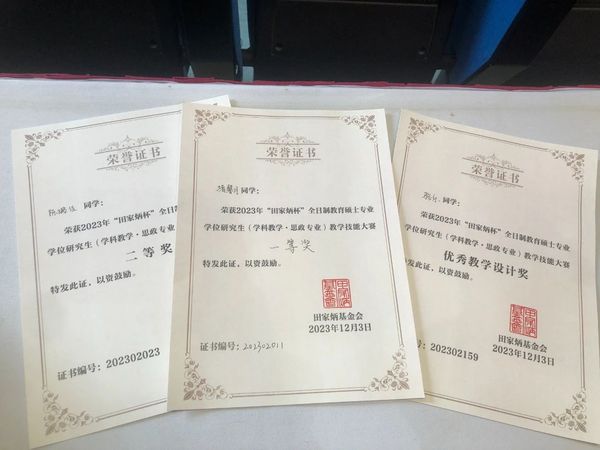 荣誉证书
同学：
荣获2023年“田家炳杯”全日制教育硕士专业
学位研究生（学科教学·思政专业）教学技能大赛
二等奖
特发此证，以资鼓励。
证书编号：202302023
荣誉证书
同学：
荣获2023年“田家炳杯”全日制教育硕士专业
学位研究生（学科教学·思政专业）教学技能大赛
一等奖
特发此证，以资鼓励。
田家炳基金会
2023年12月3日
证书编号：202302011
荣誉证书
同学：
荣获2023年“田家炳杯”全日制教育硕士专业
学位研究生（学科教学·思政专业）教学技能大赛
优秀教学设计奖
特发此证，以资鼓励。
田家炳基金会
编号：202302159
2023年12月3日